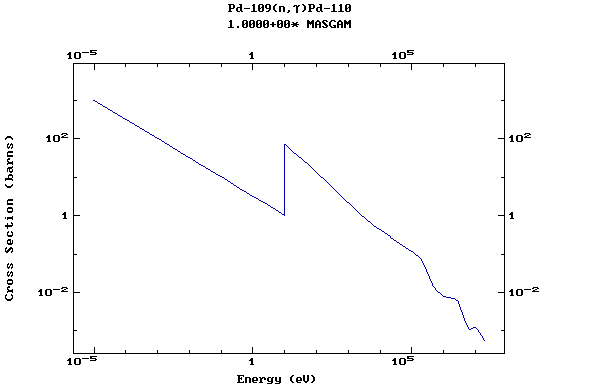 Pd-109(n,γ)Pd-110
1.0000+00* MASGAM
10⁻⁵ 1 10⁵
10² 10²
1 1
10⁻² 10⁻²
Cross Section (barns)
10⁻⁵ 1 10⁵
Energy (eV)